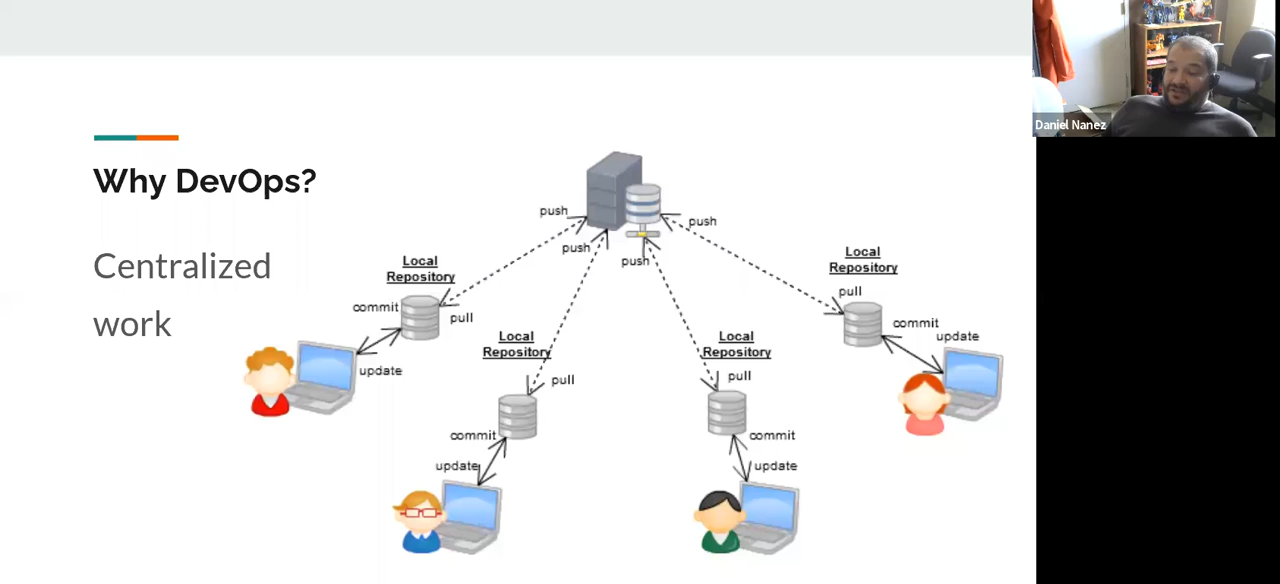 Why DevOps?
Centralized
work
push
push
push
push
Local
Repository
commit
pull
update
Local
Repository
pull
commit
update
Local
Repository
pull
commit
update
Local
Repository
pull
commit
update
Daniel Nanez